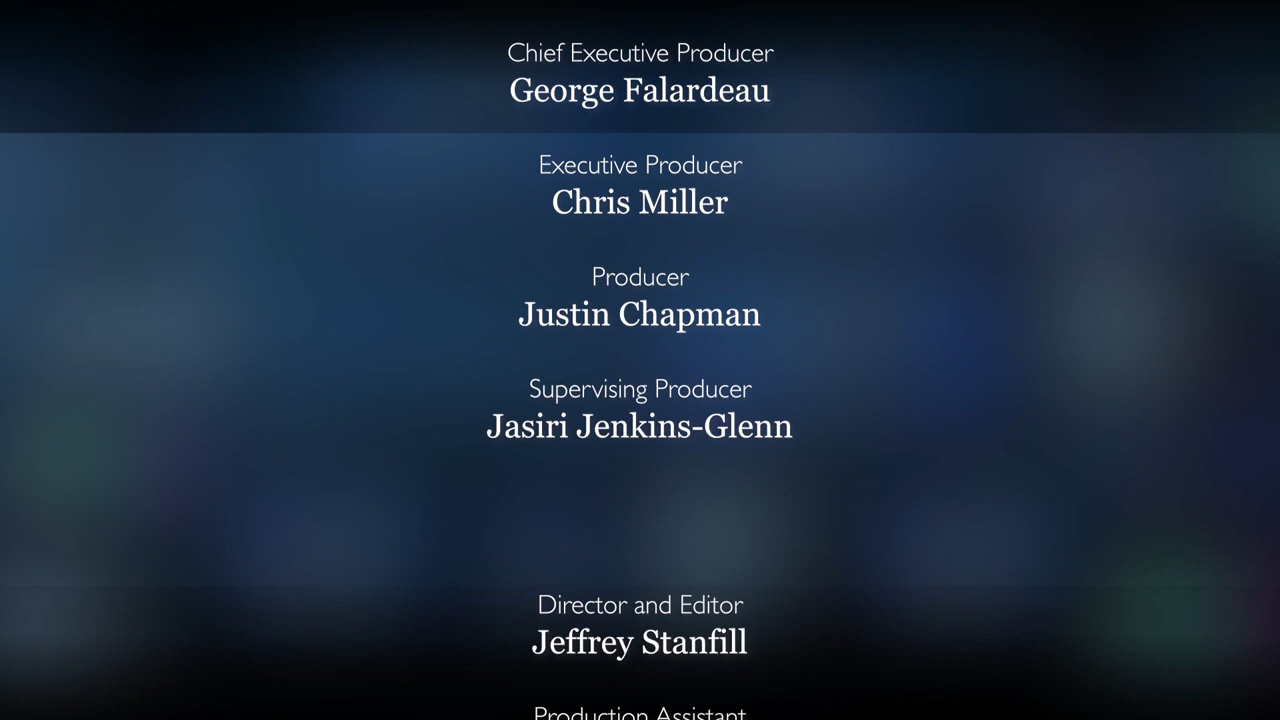 Chief Executive Producer
George Falardeau
Executive Producer
Chris Miller
Producer
Justin Chapman
Supervising Producer
Jasiri Jenkins-Glenn
Director and Editor
Jeffrey Stanfill
Production Assistant